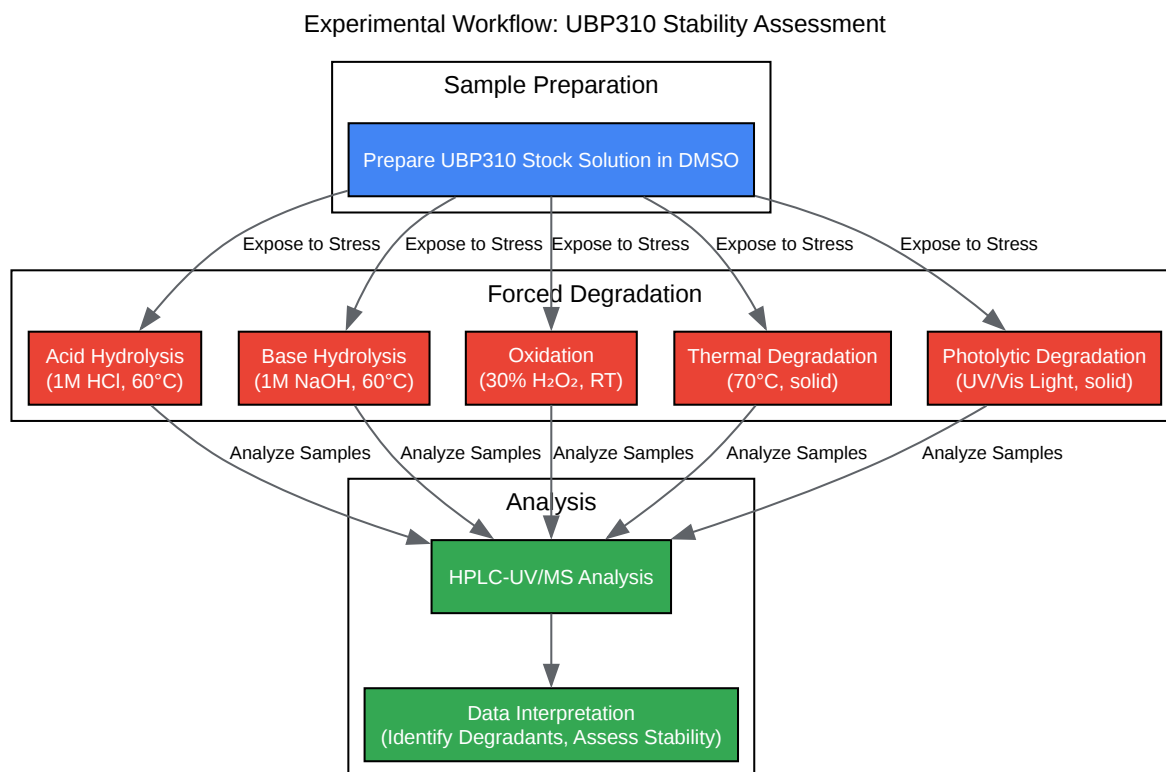 Experimental Workflow: UBP310 Stability Assessment
Sample Preparation
Prepare UBP310 Stock Solution in DMSO
Expose to Stress
Expose to Stress
Expose to Stress
Expose to Stress
Expose to Stress
Forced Degradation
Acid Hydrolysis
(1M HCl, 60°C)
Base Hydrolysis
(1M NaOH, 60°C)
Oxidation
(30% H₂O₂, RT)
Thermal Degradation
(70°C, solid)
Photolytic Degradation
(UV/Vis Light, solid)
Analyze Samples
Analyze Samples
Analyze Samples
Analyze Samples
Analyze Samples
Analysis
HPLC-UV/MS Analysis
Data Interpretation
(Identify Degradants, Assess Stability)